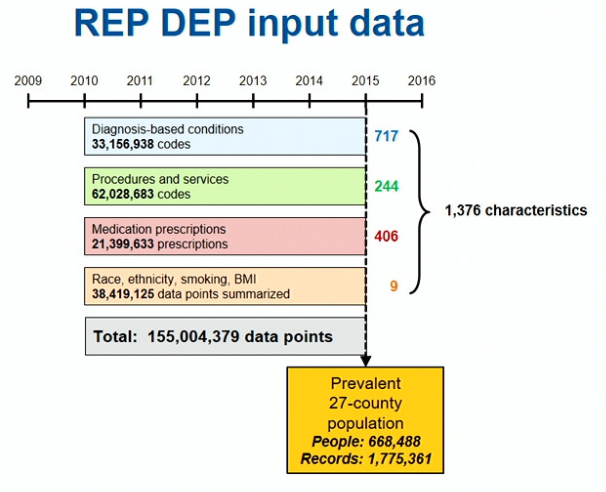 REP DEP input data
2009 2010 2011 2012 2013 2014 2015 2016
Diagnosis-based conditions
33,156,938 codes
717
Procedures and services
62,028,683 codes
244
1,376 characteristics
Medication prescriptions
21,399,633 prescriptions
406
Race, ethnicity, smoking, BMI
38,419,125 data points summarized
9
Total: 155,004,379 data points
Prevalent
27-county
population
People: 668,488
Records: 1,775,361